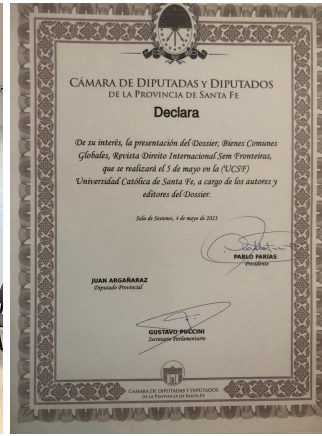 CÁMARA DE DIPUTADAS Y DIPUTADOS
DE LA PROVINCIA DE SANTA FE
Declara
De su interés, la presentación del Dossier, Bienes Comunes
Globales, Revista Direito Internacional Sem Fronteiras,
que se realizará el 5 de mayo en la (UCSF)
Universidad Católica de Santa Fe, a cargo de los autores y
editores del Dossier.
Sala de Sesiones, 4 de mayo de 2023
PABLO FARÍAS
Presidente
JUAN ARGAÑARAZ
Diputado Provincial
GUSTAVO PUCCINI
Secretario Parlamentario
CÁMARA DE DIPUTADAS Y DIPUTADOS
DE LA PROVINCIA DE SANTA FE